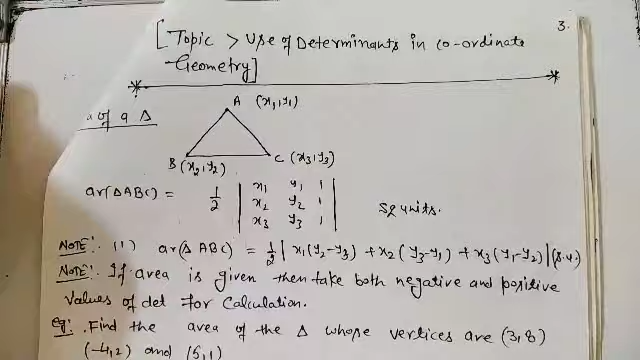 3.
[Topic > Use of Determinants in co-ordinate
Geometry]
of a Δ
A (x1, y1)
B (x2, y2)
C (x3, y3)
ar(ΔABC) = 1/2 | x1 y1 1 |
| x2 y2 1 |
| x3 y3 1 | sq units.
NOTE:. (1) ar(Δ ABC) = 1/2 | x1(y2-y3) + x2(y3-y1) + x3(y1-y2) | (s.u.)
NOTE:. If area is given then take both negative and positive
values of det for calculation.
eg:. Find the area of the Δ whose vertices are (3,8)
(-4,2) and (5,1)